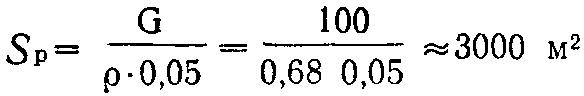 Sр = G / ρ·0,05 = 100 / 0,68 0,05 ≈ 3000 м²